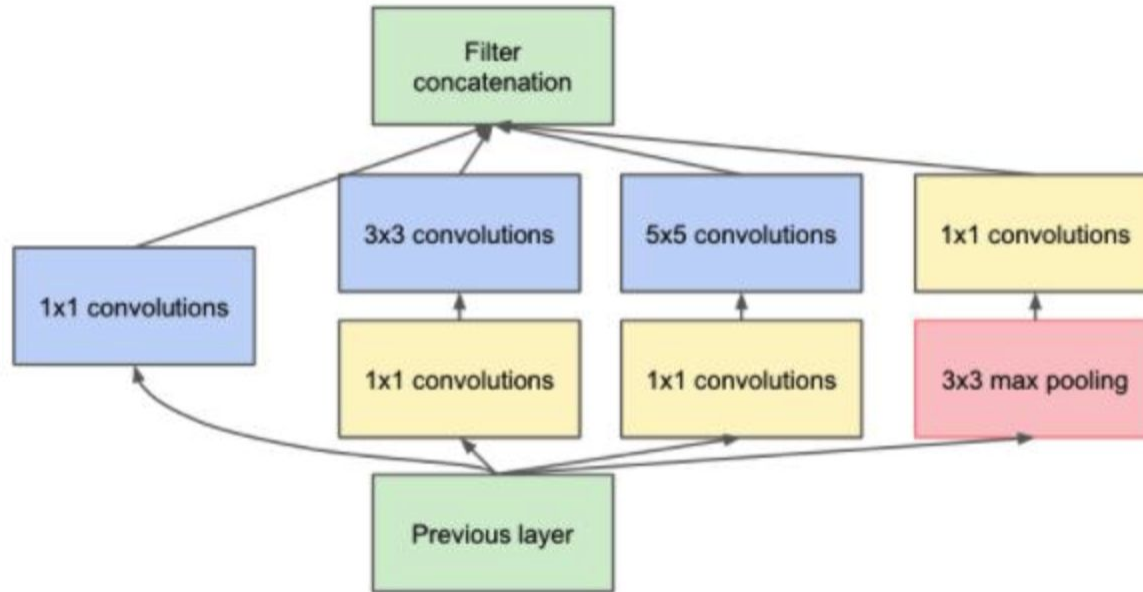 Filter
concatenation
3x3 convolutions
5x5 convolutions
1x1 convolutions
1x1 convolutions
1x1 convolutions
1x1 convolutions
3x3 max pooling
Previous layer